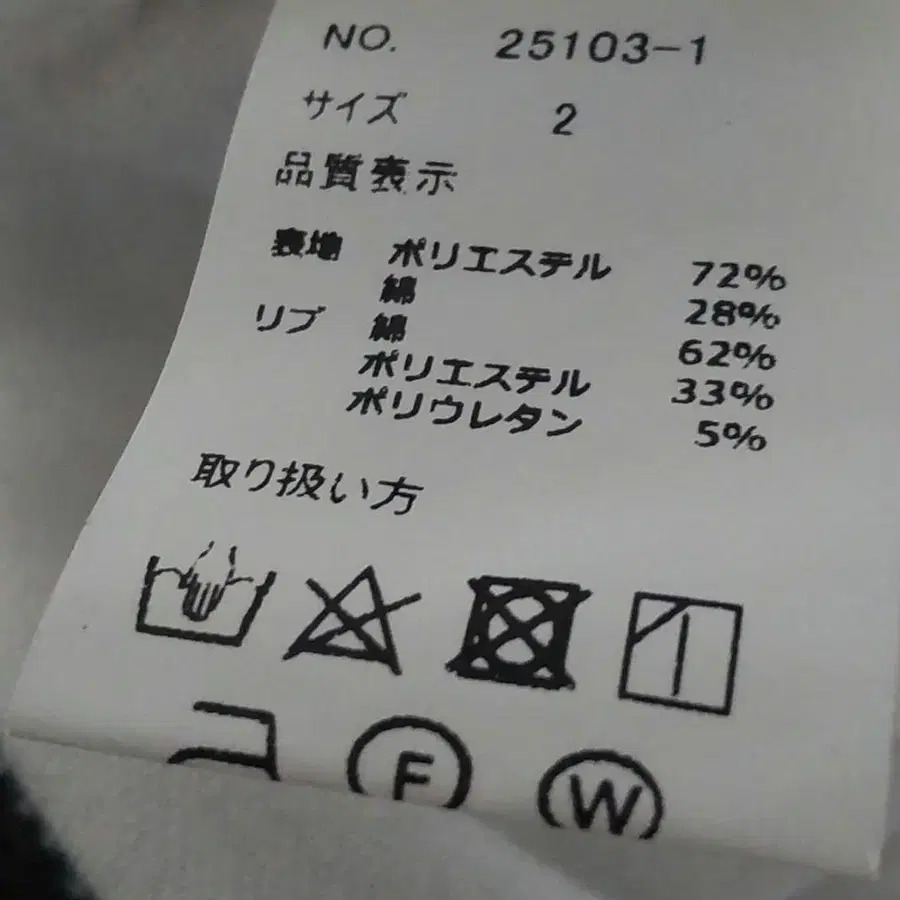 NO. 25103-1
サイズ 2
品質表示
表地 ポリエステル 72%
綿 28%
リブ 綿 62%
ポリエステル 33%
ポリウレタン 5%
取り扱い方
F W